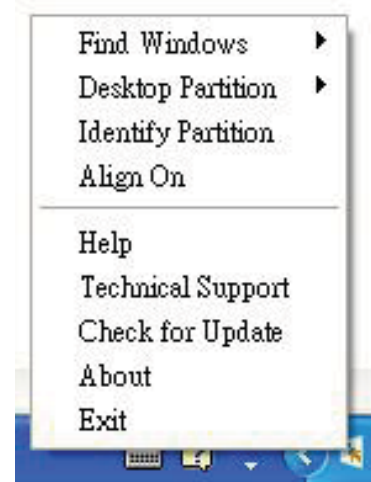 Find Windows
Desktop Partition
Identify Partition
Align On
Help
Technical Support
Check for Update
About
Exit